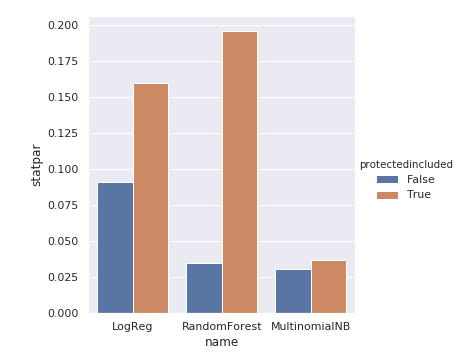 0.200
0.175
0.150
0.125
0.100
0.075
0.050
0.025
0.000
statpar
LogReg RandomForest MultinomialNB
name
protectedincluded
False
True